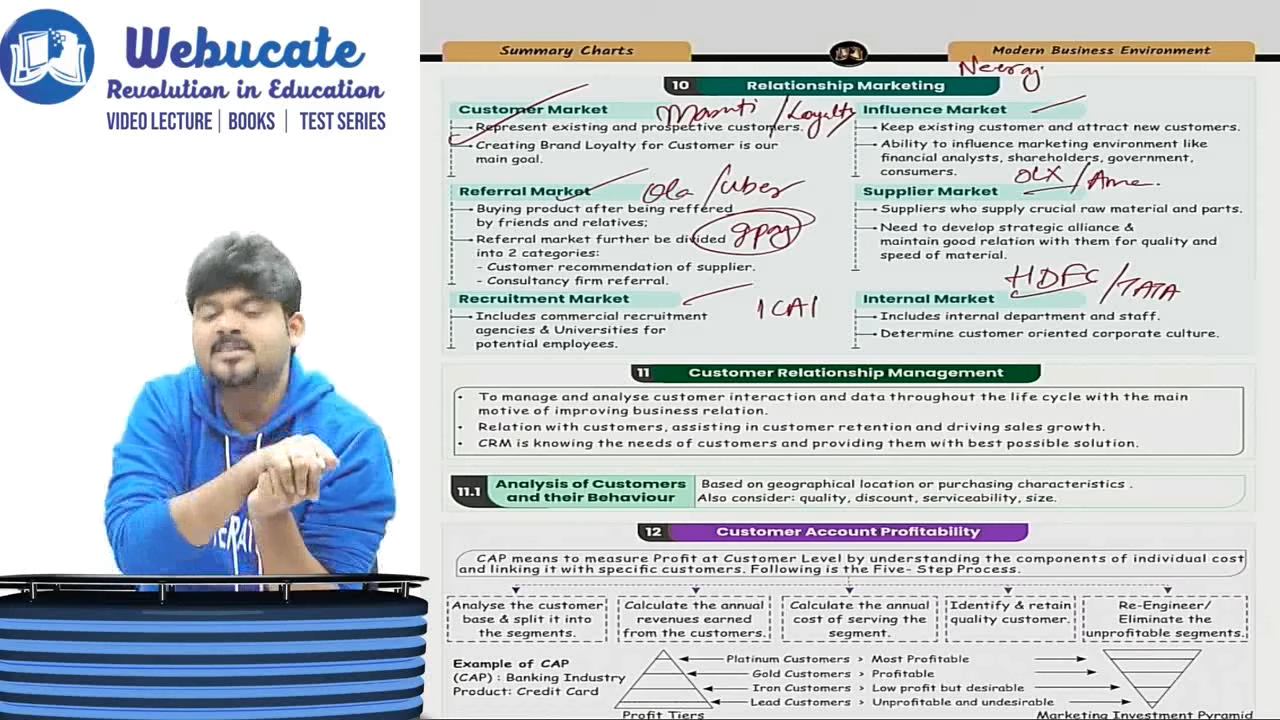 Webucate
Revolution in Education
VIDEO LECTURE | BOOKS | TEST SERIES
Summary Charts
Modern Business Environment
Neeraj
10 Relationship Marketing
Customer Market
Maruti / Loyalty
Represent existing and prospective customers.
Creating Brand Loyalty for Customer is our
main goal.
Influence Market
Keep existing customer and attract new customers.
Ability to influence marketing environment like
financial analysts, shareholders, government,
consumers.
Referral Market
Ola / Uber
Buying product after being reffered
by friends and relatives;
gpay
Referral market further be divided
into 2 categories:
- Customer recommendation of supplier.
- Consultancy firm referral.
OLX / Ama.
Supplier Market
Suppliers who supply crucial raw material and parts.
Need to develop strategic alliance &
maintain good relation with them for quality and
speed of material.
Recruitment Market
ICAI
Includes commercial recruitment
agencies & Universities for
potential employees.
HDFC / TATA
Internal Market
Includes internal department and staff.
Determine customer oriented corporate culture.
11 Customer Relationship Management
• To manage and analyse customer interaction and data throughout the life cycle with the main
motive of improving business relation.
• Relation with customers, assisting in customer retention and driving sales growth.
• CRM is knowing the needs of customers and providing them with best possible solution.
11.1 Analysis of Customers
and their Behaviour
Based on geographical location or purchasing characteristics .
Also consider: quality, discount, serviceability, size.
12 Customer Account Profitability
CAP means to measure Profit at Customer Level by understanding the components of individual cost
and linking it with specific customers. Following is the Five- Step Process.
Analyse the customer
base & split it into
the segments.
Calculate the annual
revenues earned
from the customers.
Calculate the annual
cost of serving the
segment.
Identify & retain
quality customer.
Re-Engineer/
Eliminate the
unprofitable segments.
Example of CAP
(CAP) : Banking Industry
Product: Credit Card
Platinum Customers > Most Profitable
Gold Customers > Profitable
Iron Customers > Low profit but desirable
Lead Customers > Unprofitable and undesirable
Profit Tiers
Marketing Investment Pyramid